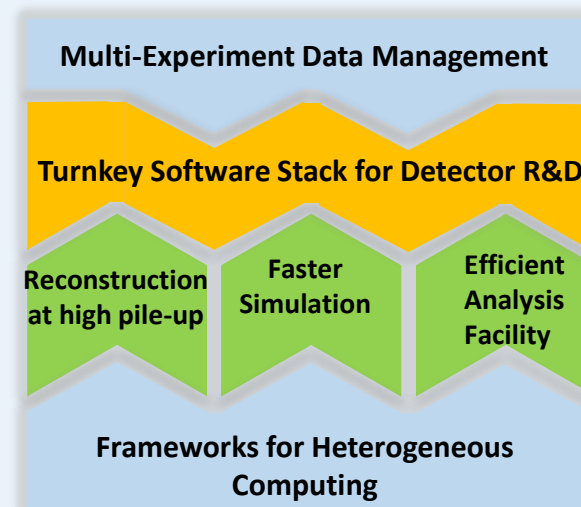 Multi-Experiment Data Management
Turnkey Software Stack for Detector R&D
Reconstruction
at high pile-up
Faster
Simulation
Efficient
Analysis
Facility
Frameworks for Heterogeneous
Computing